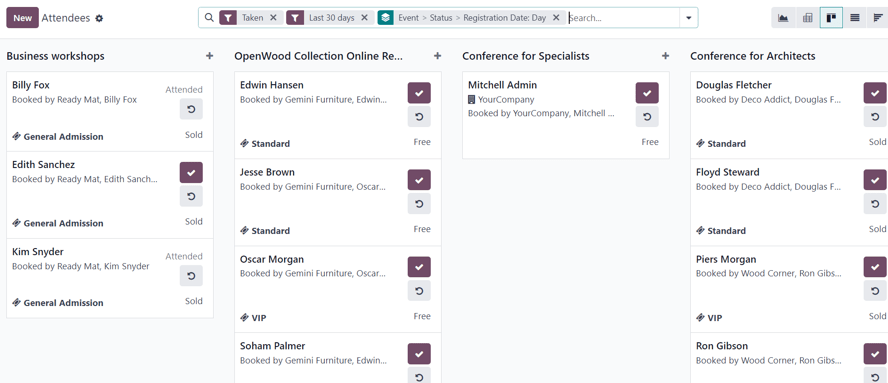 New Attendees
Taken
Last 30 days
Event > Status > Registration Date: Day
Search...
Business workshops
Billy Fox
Attended
Booked by Ready Mat, Billy Fox
General Admission
Sold
Edith Sanchez
Booked by Ready Mat, Edith Sanch...
General Admission
Sold
Kim Snyder
Attended
Booked by Ready Mat, Kim Snyder
General Admission
Sold
OpenWood Collection Online Re...
Edwin Hansen
Booked by Gemini Furniture, Edwin...
Standard
Free
Jesse Brown
Booked by Gemini Furniture, Oscar...
Standard
Free
Oscar Morgan
Booked by Gemini Furniture, Oscar...
VIP
Free
Soham Palmer
Booked by Gemini Furniture, Edwin...
Conference for Specialists
Mitchell Admin
YourCompany
Booked by YourCompany, Mitchell ...
Free
Conference for Architects
Douglas Fletcher
Booked by Deco Addict, Douglas F...
Standard
Sold
Floyd Steward
Booked by Deco Addict, Douglas F...
Standard
Sold
Piers Morgan
Booked by Wood Corner, Ron Gibs...
VIP
Sold
Ron Gibson
Booked by Wood Corner, Ron Gibs...